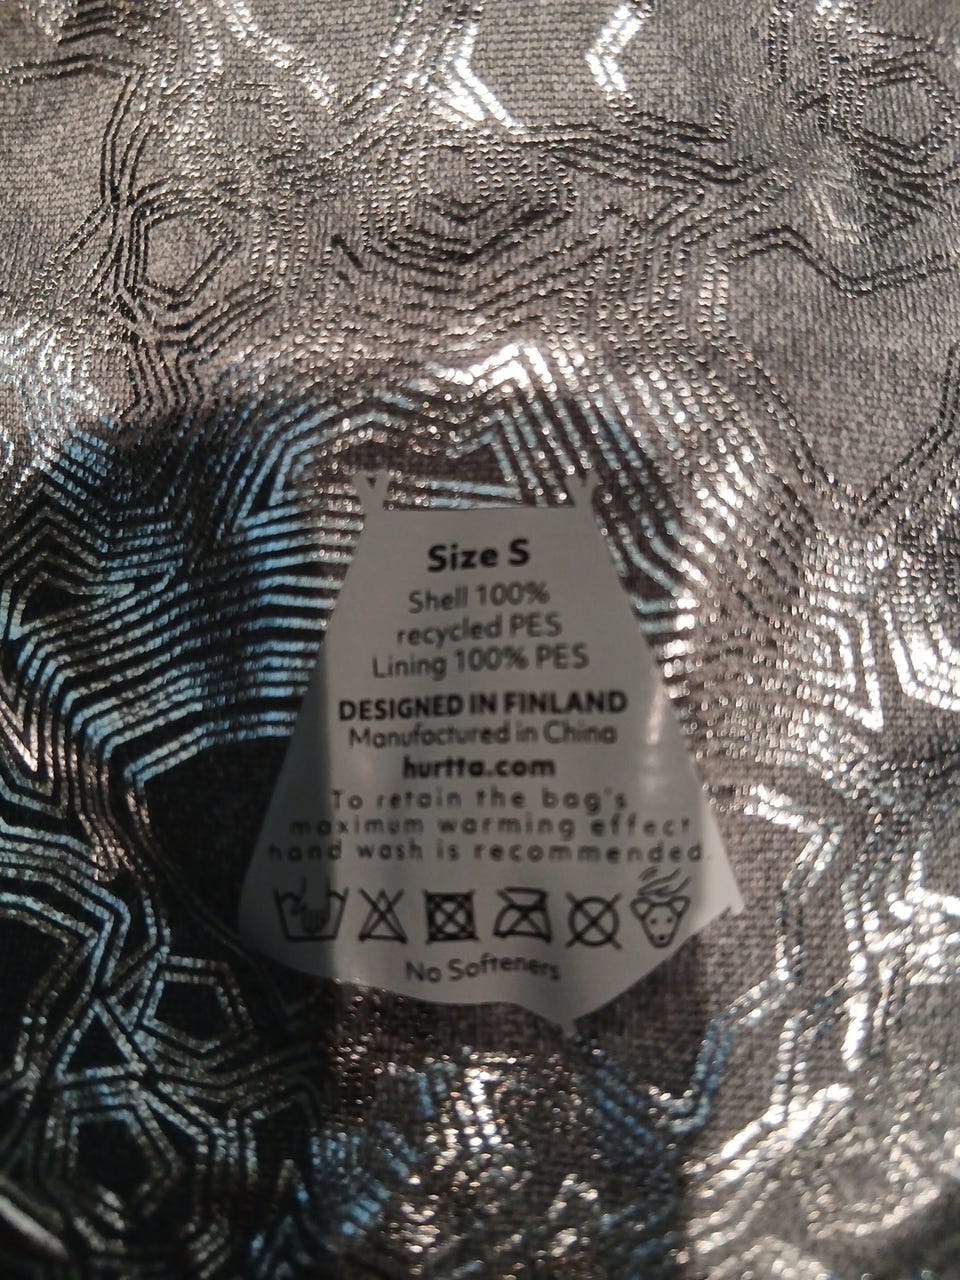 Size S
Shell 100%
recycled PES
Lining 100% PES
DESIGNED IN FINLAND
Manufactured in China
hurtta.com
To retain the bag's
maximum warming effect
hand wash is recommended.
No Softeners